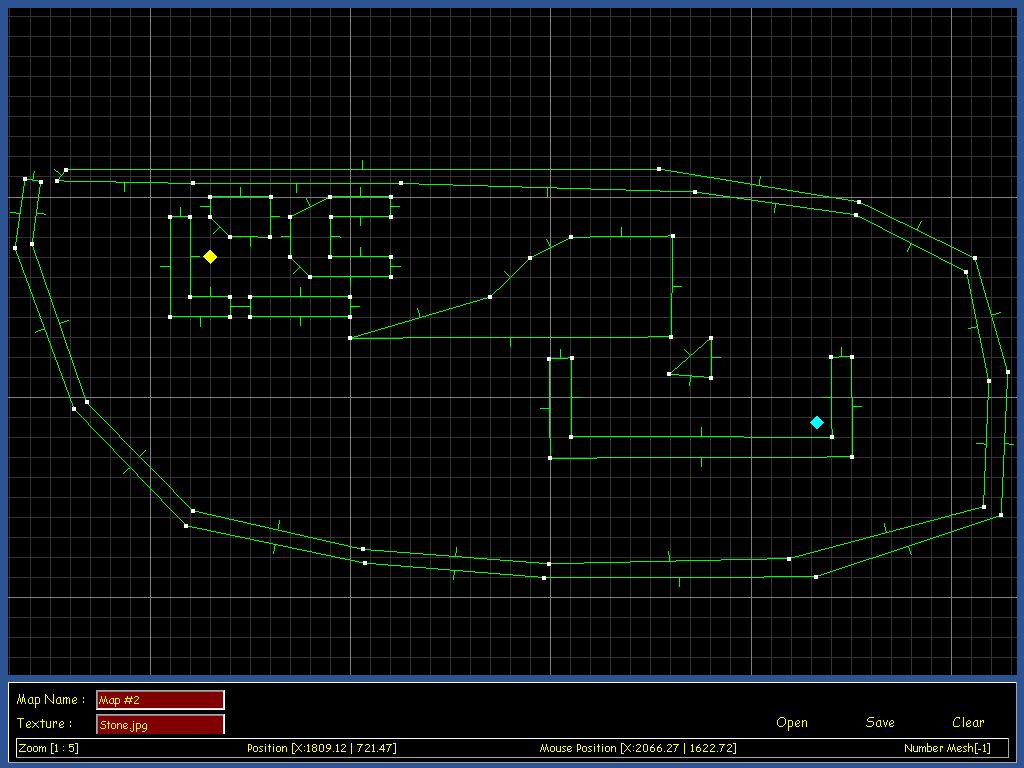 Map Name : Map #2
Texture : Stone.jpg
Open Save Clear
Zoom [1 : 5] Position [X:1809.12 | 721.47] Mouse Position [X:2066.27 | 1622.72] Number Mesh[-1]